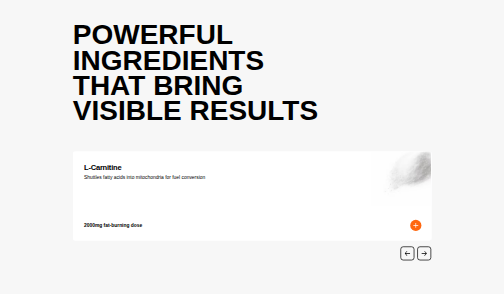 POWERFUL
INGREDIENTS
THAT BRING
VISIBLE RESULTS
L-Carnitine
Shuttles fatty acids into mitochondria for fuel conversion
2000mg fat-burning dose